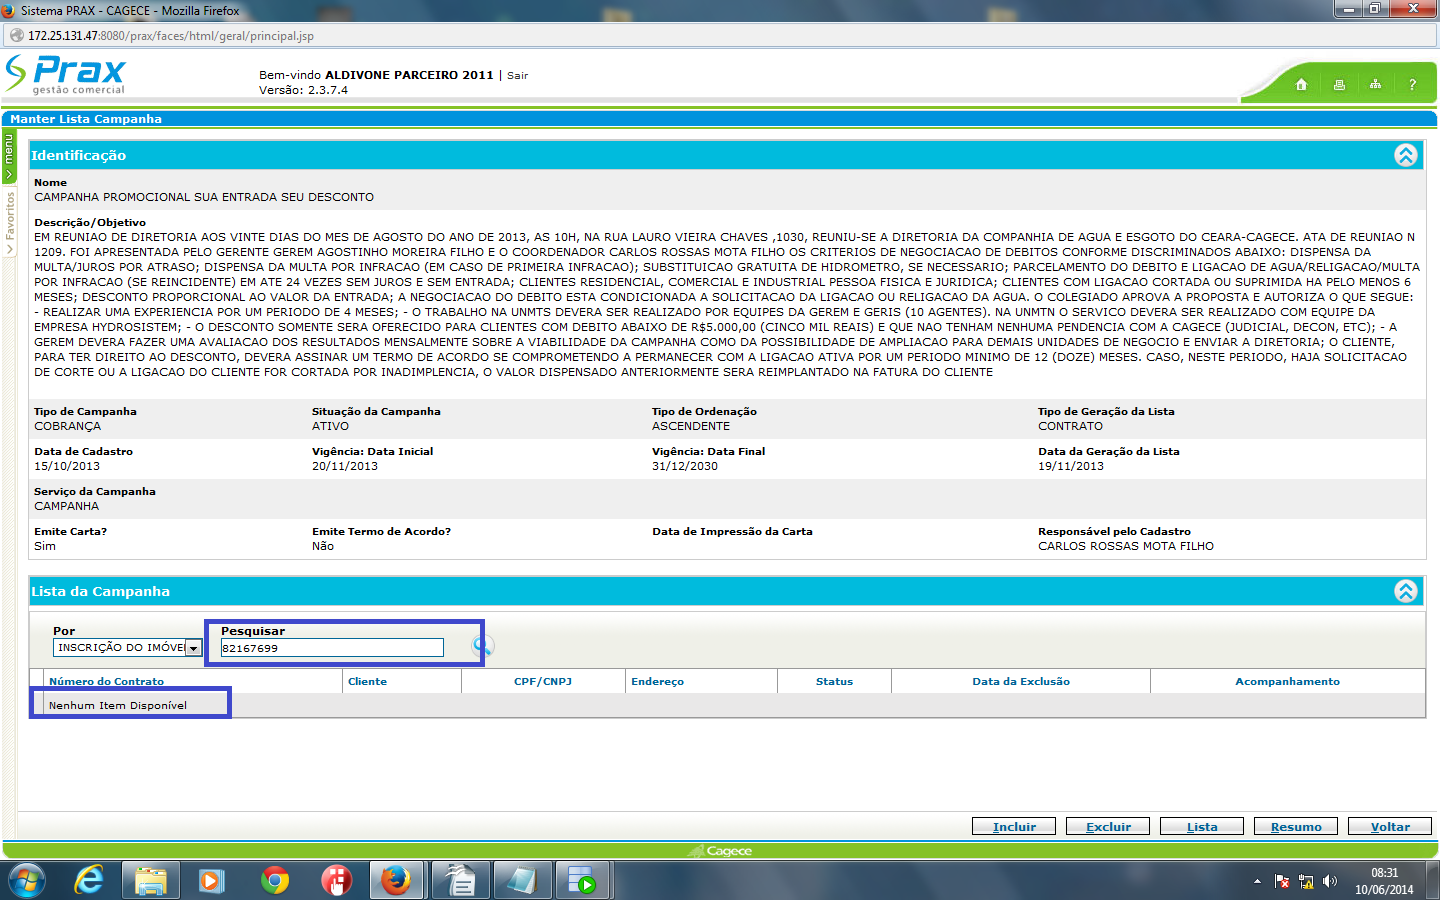 Sistema PRAX - CAGECE - Mozilla Firefox
172.25.131.47:8080/prax/faces/html/geral/principal.jsp
Prax
gestão comercial
Bem-vindo ALDIVONE PARCEIRO 2011 | Sair
Versão: 2.3.7.4
?
Manter Lista Campanha
menu
Favoritos
Identificação
Nome
CAMPANHA PROMOCIONAL SUA ENTRADA SEU DESCONTO
Descrição/Objetivo
EM REUNIAO DE DIRETORIA AOS VINTE DIAS DO MES DE AGOSTO DO ANO DE 2013, AS 10H, NA RUA LAURO VIEIRA CHAVES ,1030, REUNIU-SE A DIRETORIA DA COMPANHIA DE AGUA E ESGOTO DO CEARA-CAGECE. ATA DE REUNIAO N
1209. FOI APRESENTADA PELO GERENTE GEREM AGOSTINHO MOREIRA FILHO E O COORDENADOR CARLOS ROSSAS MOTA FILHO OS CRITERIOS DE NEGOCIACAO DE DEBITOS CONFORME DISCRIMINADOS ABAIXO: DISPENSA DA
MULTA/JUROS POR ATRASO; DISPENSA DA MULTA POR INFRACAO (EM CASO DE PRIMEIRA INFRACAO); SUBSTITUICAO GRATUITA DE HIDROMETRO, SE NECESSARIO; PARCELAMENTO DO DEBITO E LIGACAO DE AGUA/RELIGACAO/MULTA
POR INFRACAO (SE REINCIDENTE) EM ATE 24 VEZES SEM JUROS E SEM ENTRADA; CLIENTES RESIDENCIAL, COMERCIAL E INDUSTRIAL PESSOA FISICA E JURIDICA; CLIENTES COM LIGACAO CORTADA OU SUPRIMIDA HA PELO MENOS 6
MESES; DESCONTO PROPORCIONAL AO VALOR DA ENTRADA; A NEGOCIACAO DO DEBITO ESTA CONDICIONADA A SOLICITACAO DA LIGACAO OU RELIGACAO DA AGUA. O COLEGIADO APROVA A PROPOSTA E AUTORIZA O QUE SEGUE:
- REALIZAR UMA EXPERIENCIA POR UM PERIODO DE 4 MESES; - O TRABALHO NA UNMTS DEVERA SER REALIZADO POR EQUIPES DA GEREM E GERIS (10 AGENTES). NA UNMTN O SERVICO DEVERA SER REALIZADO COM EQUIPE DA
EMPRESA HYDROSISTEM; - O DESCONTO SOMENTE SERA OFERECIDO PARA CLIENTES COM DEBITO ABAIXO DE R$5.000,00 (CINCO MIL REAIS) E QUE NAO TENHAM NENHUMA PENDENCIA COM A CAGECE (JUDICIAL, DECON, ETC); - A
GEREM DEVERA FAZER UMA AVALIACAO DOS RESULTADOS MENSALMENTE SOBRE A VIABILIDADE DA CAMPANHA COMO DA POSSIBILIDADE DE AMPLIACAO PARA DEMAIS UNIDADES DE NEGOCIO E ENVIAR A DIRETORIA; O CLIENTE,
PARA TER DIREITO AO DESCONTO, DEVERA ASSINAR UM TERMO DE ACORDO SE COMPROMETENDO A PERMANECER COM A LIGACAO ATIVA POR UM PERIODO MINIMO DE 12 (DOZE) MESES. CASO, NESTE PERIODO, HAJA SOLICITACAO
DE CORTE OU A LIGACAO DO CLIENTE FOR CORTADA POR INADIMPLENCIA, O VALOR DISPENSADO ANTERIORMENTE SERA REIMPLANTADO NA FATURA DO CLIENTE
Tipo de Campanha Situação da Campanha Tipo de Ordenação Tipo de Geração da Lista
COBRANÇA ATIVO ASCENDENTE CONTRATO
Data de Cadastro Vigência: Data Inicial Vigência: Data Final Data da Geração da Lista
15/10/2013 20/11/2013 31/12/2030 19/11/2013
Serviço da Campanha
CAMPANHA
Emite Carta? Emite Termo de Acordo? Data de Impressão da Carta Responsável pelo Cadastro
Sim Não CARLOS ROSSAS MOTA FILHO
Lista da Campanha
Por Pesquisar
INSCRIÇÃO DO IMÓVE 82167699
Número do Contrato Cliente CPF/CNPJ Endereço Status Data da Exclusão Acompanhamento
Nenhum Item Disponível
Incluir Excluir Lista Resumo Voltar
Cagece
08:31
10/06/2014